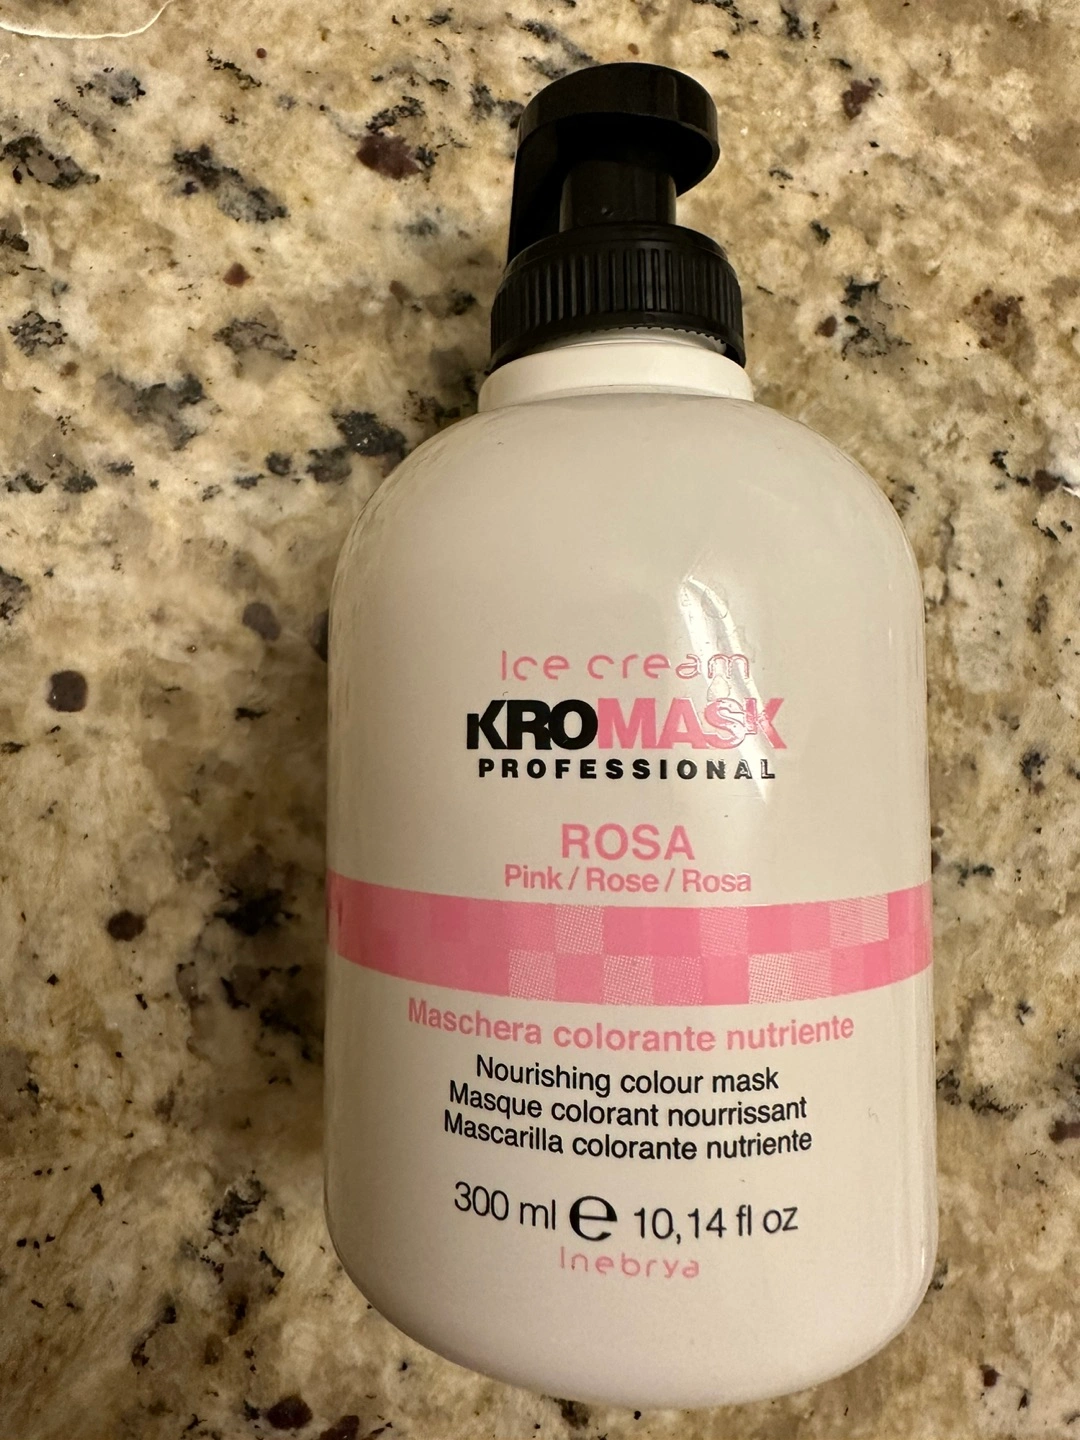 Ice cream
KROMASK
PROFESSIONAL
ROSA
Pink / Rose / Rosa
Maschera colorante nutriente
Nourishing colour mask
Masque colorant nourrissant
Mascarilla colorante nutriente
300 ml ℮ 10,14 fl oz
Inebrya